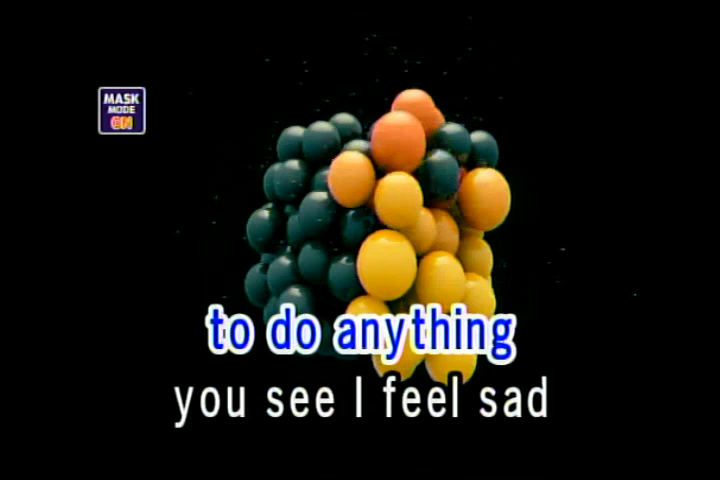 MASK
MODE
ON
to do anything
you see I feel sad